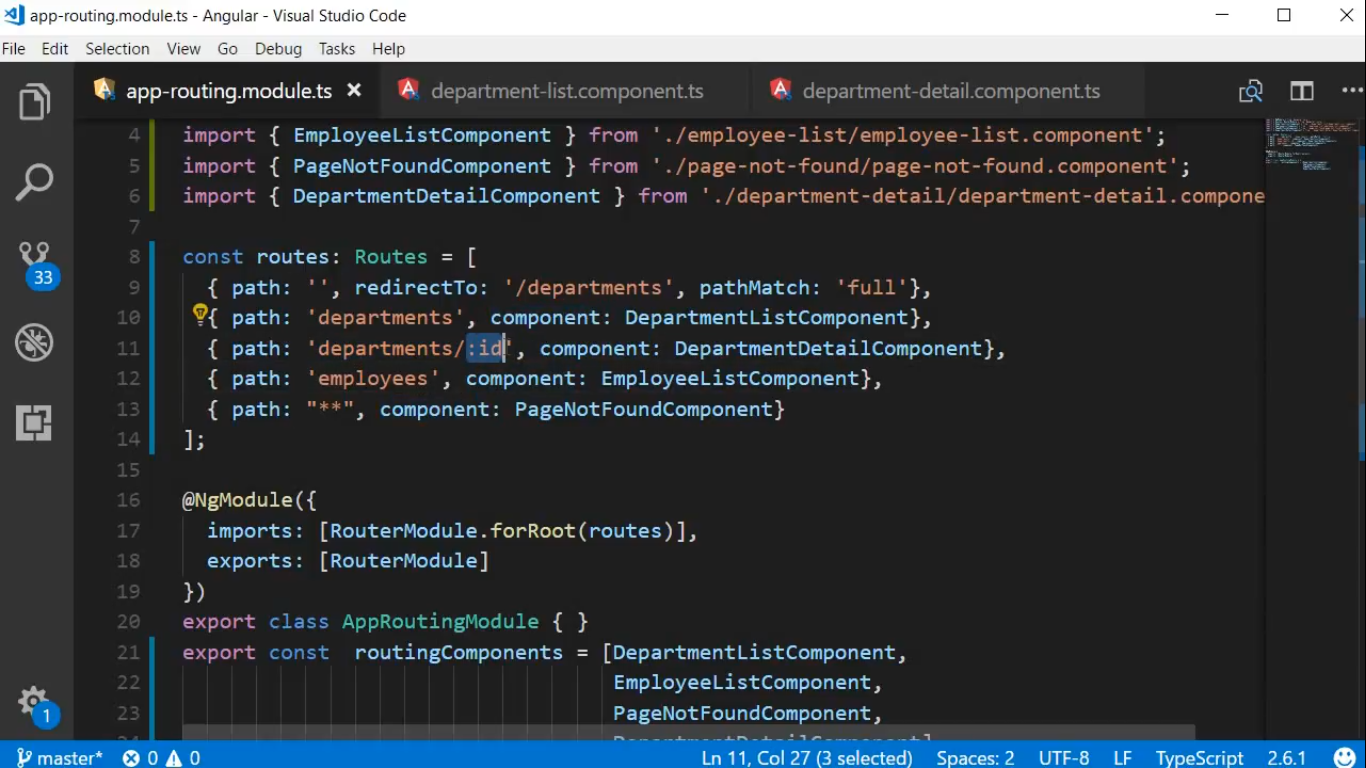 app-routing.module.ts - Angular - Visual Studio Code
File Edit Selection View Go Debug Tasks Help
app-routing.module.ts department-list.component.ts department-detail.component.ts
4 import { EmployeeListComponent } from './employee-list/employee-list.component';
5 import { PageNotFoundComponent } from './page-not-found/page-not-found.component';
6 import { DepartmentDetailComponent } from './department-detail/department-detail.compone
7
8 const routes: Routes = [
9 { path: '', redirectTo: '/departments', pathMatch: 'full'},
10 { path: 'departments', component: DepartmentListComponent},
11 { path: 'departments/:id', component: DepartmentDetailComponent},
12 { path: 'employees', component: EmployeeListComponent},
13 { path: "**", component: PageNotFoundComponent}
14 ];
15
16 @NgModule({
17 imports: [RouterModule.forRoot(routes)],
18 exports: [RouterModule]
19 })
20 export class AppRoutingModule { }
21 export const routingComponents = [DepartmentListComponent,
22 EmployeeListComponent,
23 PageNotFoundComponent,
24 DepartmentDetailComponent]
33
1
master* 0 0 Ln 11, Col 27 (3 selected) Spaces: 2 UTF-8 LF TypeScript 2.6.1